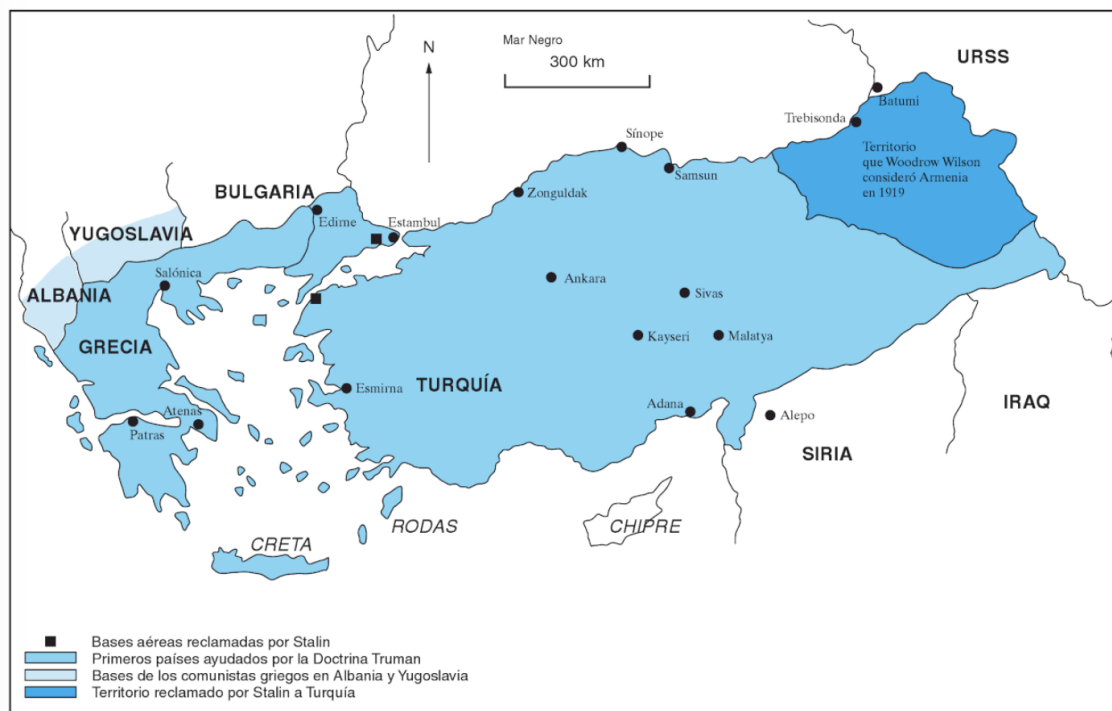 Mar Negro
N
300 km
URSS
Batumi
Trebisonda
Territorio
que Woodrow Wilson
consideró Armenia
en 1919
Sínope
Samsun
Zonguldak
BULGARIA
Edime
Estambul
YUGOSLAVIA
Salónica
ALBANIA
Ankara
Sivas
GRECIA
Kayseri
Malatya
TURQUÍA
Esmirna
Adana
Alepo
IRAQ
Atenas
Patras
SIRIA
RODAS
CHIPRE
CRETA
Bases aéreas reclamadas por Stalin
Primeros países ayudados por la Doctrina Truman
Bases de los comunistas griegos en Albania y Yugoslavia
Territorio reclamado por Stalin a Turquía